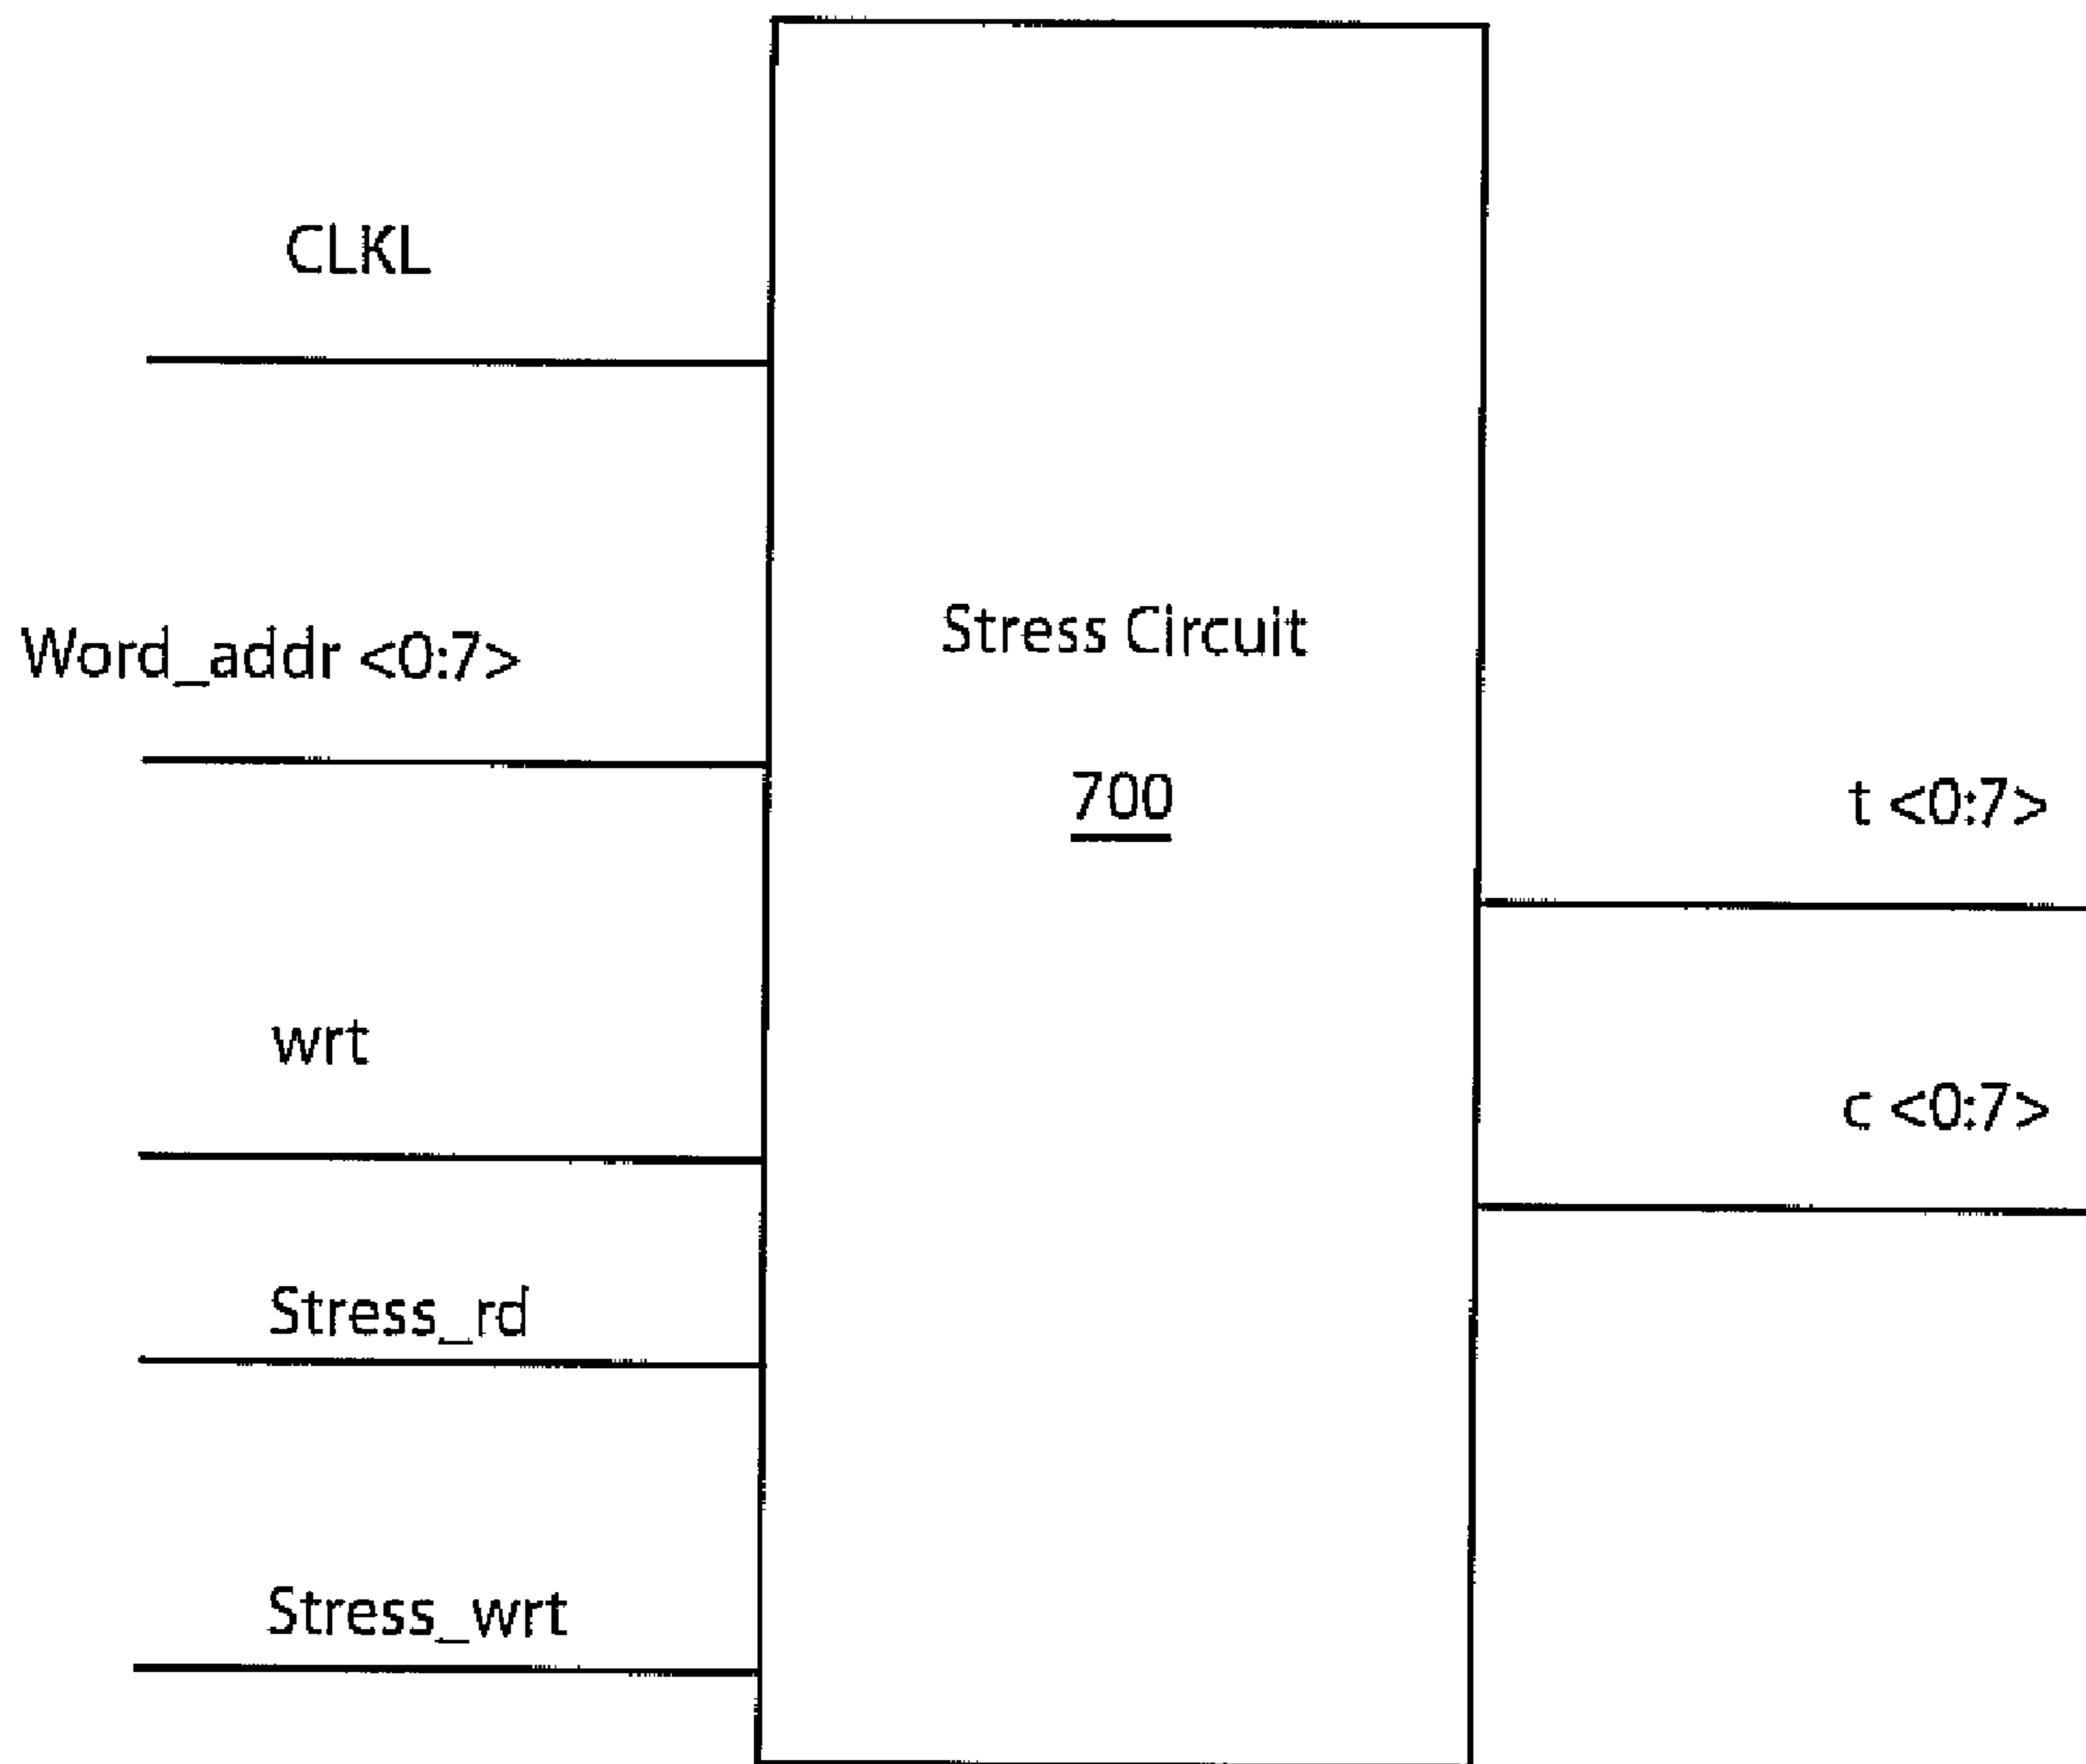 CLKL
Word_addr <0:7>
Stress Circuit
700
t <0:7>
wrt
c <0:7>
Stress_rd
Stress_wrt